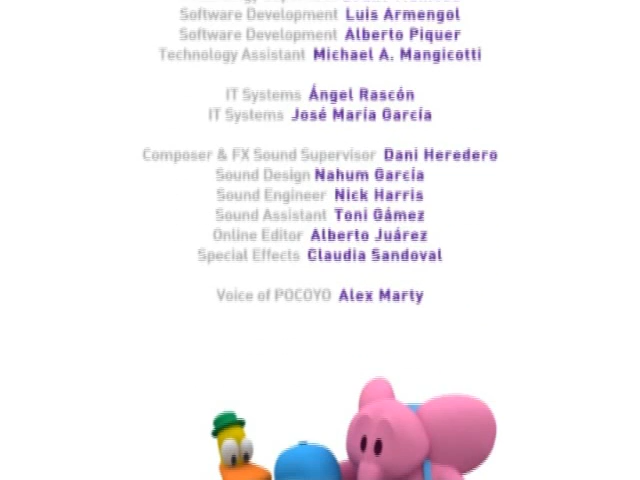 Software Development Luis Armengol
Software Development Alberto Piquer
Technology Assistant Michael A. Mangicotti
IT Systems Ángel Rascón
IT Systems José María García
Composer & FX Sound Supervisor Dani Heredero
Sound Design Nahum García
Sound Engineer Nick Harris
Sound Assistant Toni Gámez
Online Editor Alberto Juárez
Special Effects Claudia Sandoval
Voice of POCOYO Alex Marty